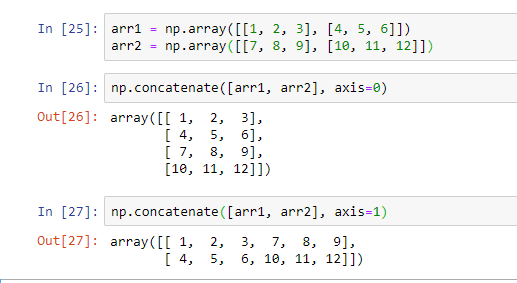 In [25]: arr1 = np.array([[1, 2, 3], [4, 5, 6]])
arr2 = np.array([[7, 8, 9], [10, 11, 12]])
In [26]: np.concatenate([arr1, arr2], axis=0)
Out[26]: array([[ 1,  2,  3],
[ 4,  5,  6],
[ 7,  8,  9],
[10, 11, 12]])
In [27]: np.concatenate([arr1, arr2], axis=1)
Out[27]: array([[ 1,  2,  3,  7,  8,  9],
[ 4,  5,  6, 10, 11, 12]])